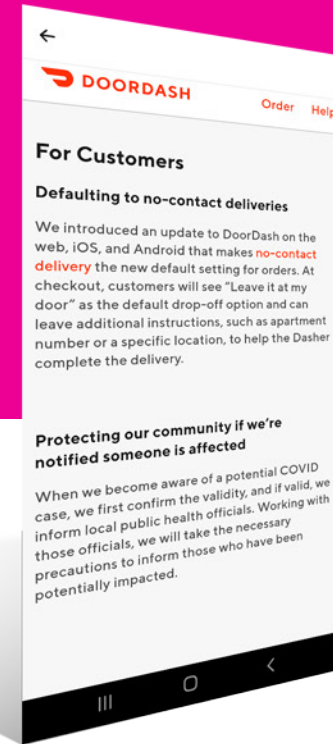 DOORDASH
Order Help
For Customers
Defaulting to no-contact deliveries
We introduced an update to DoorDash on the
web, iOS, and Android that makes no-contact
delivery the new default setting for orders. At
checkout, customers will see "Leave it at my
door" as the default drop-off option and can
leave additional instructions, such as apartment
number or a specific location, to help the Dasher
complete the delivery.
Protecting our community if we're
notified someone is affected
When we become aware of a potential COVID
case, we first confirm the validity, and if valid, we
inform local public health officials. Working with
those officials, we will take the necessary
precautions to inform those who have been
potentially impacted.